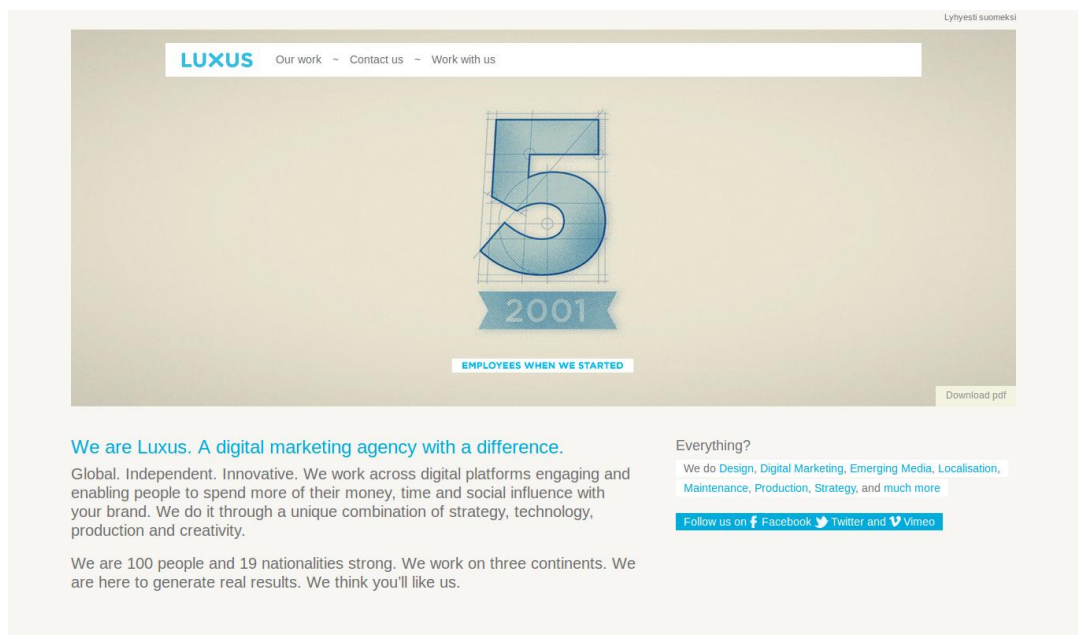 Lyhyesti suomeksi
LUXUS Our work ~ Contact us ~ Work with us
5
2001
EMPLOYEES WHEN WE STARTED
Download pdf
We are Luxus. A digital marketing agency with a difference.
Global. Independent. Innovative. We work across digital platforms engaging and
enabling people to spend more of their money, time and social influence with
your brand. We do it through a unique combination of strategy, technology,
production and creativity.
We are 100 people and 19 nationalities strong. We work on three continents. We
are here to generate real results. We think you'll like us.
Everything?
We do Design, Digital Marketing, Emerging Media, Localisation,
Maintenance, Production, Strategy, and much more
Follow us on Facebook Twitter and Vimeo